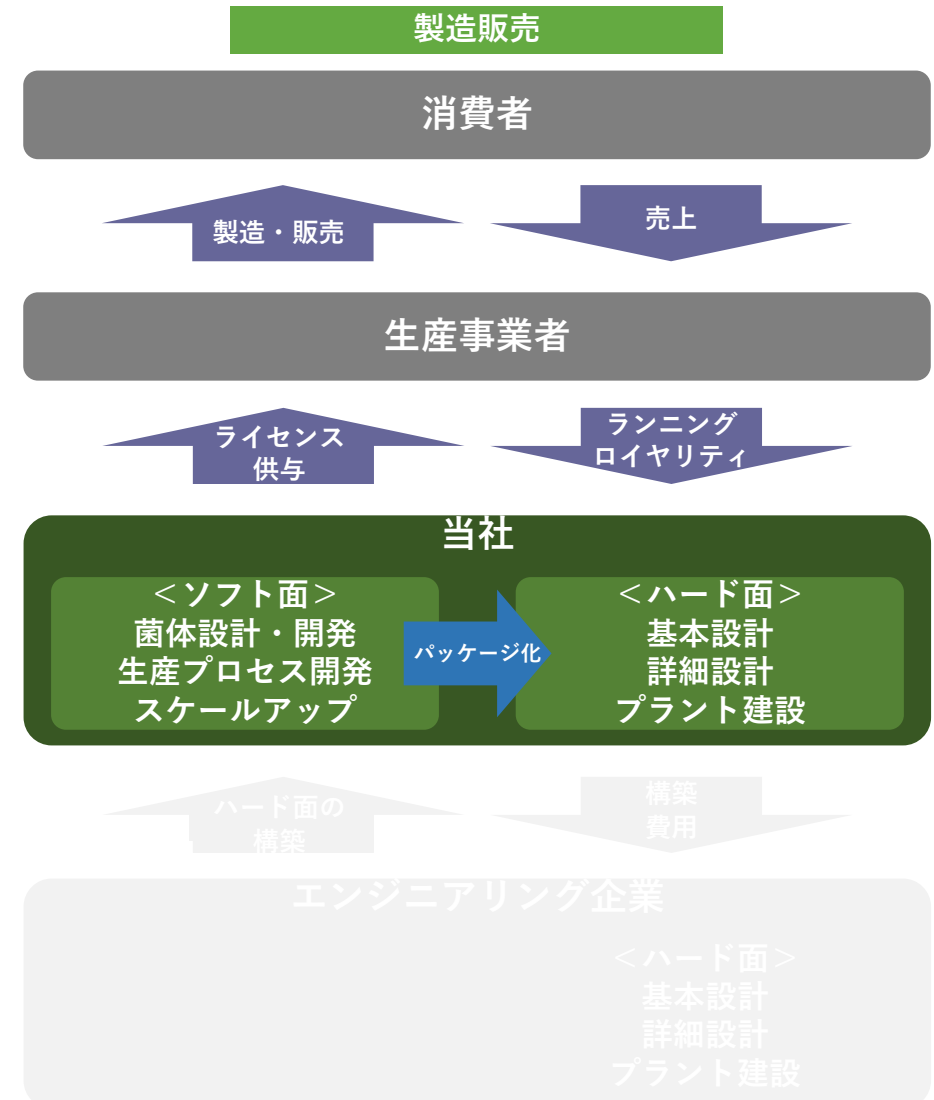 製造販売
消費者
製造・販売
売上
生産事業者
ライセンス
供与
ランニング
ロイヤリティ
当社
＜ソフト面＞
菌体設計・開発
生産プロセス開発
スケールアップ
パッケージ化
＜ハード面＞
基本設計
詳細設計
プラント建設
ハード面の
構築
構築
費用
エンジニアリング企業
＜ハード面＞
基本設計
詳細設計
プラント建設